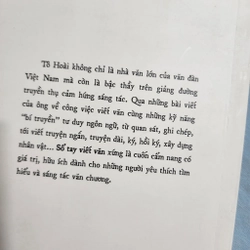 Tô Hoài không chỉ là nhà văn lớn của văn đàn
Việt Nam mà còn là bậc thầy trên giảng đường
truyền thụ cảm hứng sáng tác. Qua những bài viết
của ông về công việc viết văn cùng những kỹ năng
"bí truyền" tư duy ngôn ngữ, từ quan sát, ghi chép,
tới viết truyện ngắn, truyện dài, ký, hồi ký, xây dựng
nhân vật... Sổ tay viết văn xứng là cuốn cẩm nang có
giá trị, hữu ích dành cho những người yêu thích tìm
hiểu và sáng tác văn chương.